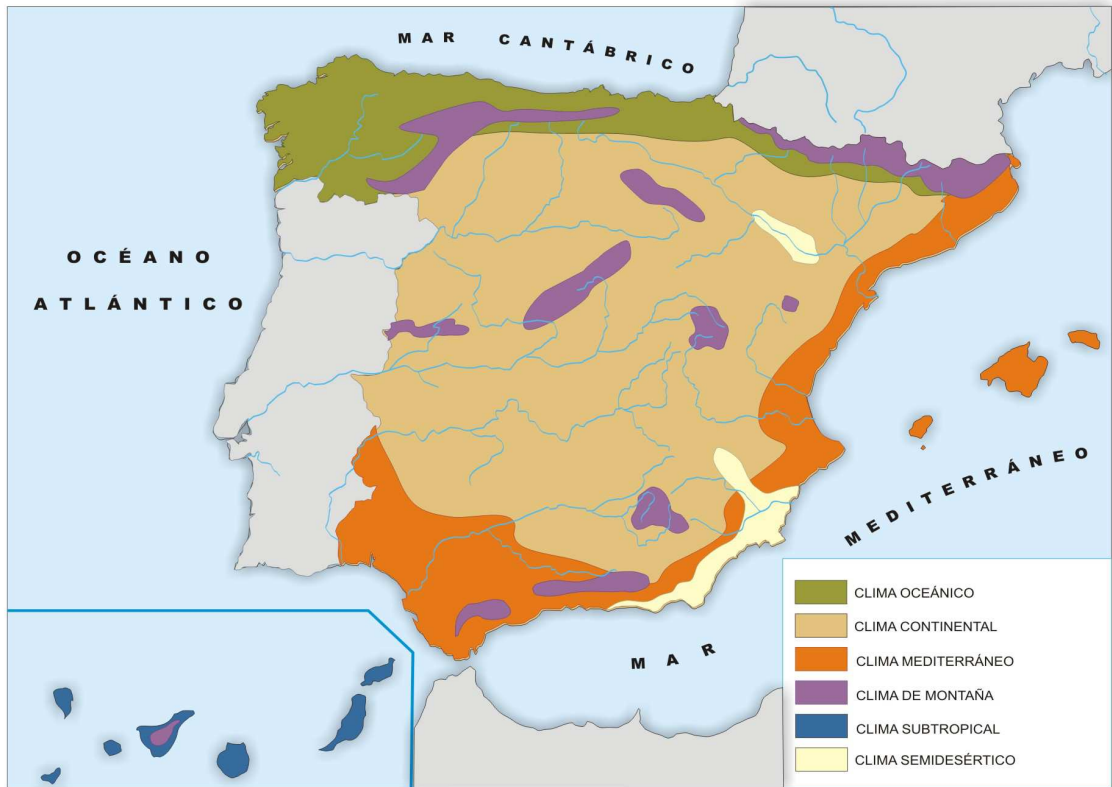 MAR CANTÁBRICO
OCÉANO
ATLÁNTICO
MAR
MEDITERRÁNEO
CLIMA OCEÁNICO
CLIMA CONTINENTAL
CLIMA MEDITERRÁNEO
CLIMA DE MONTAÑA
CLIMA SUBTROPICAL
CLIMA SEMIDESÉRTICO